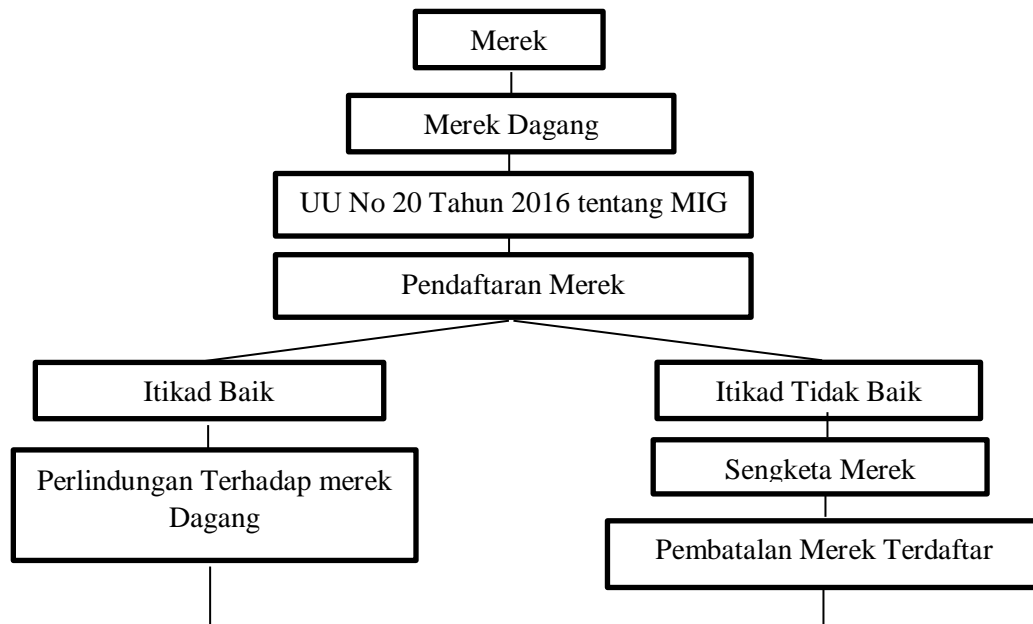 Merek
Merek Dagang
UU No 20 Tahun 2016 tentang MIG
Pendaftaran Merek
Itikad Baik
Itikad Tidak Baik
Perlindungan Terhadap merek
Dagang
Sengketa Merek
Pembatalan Merek Terdaftar